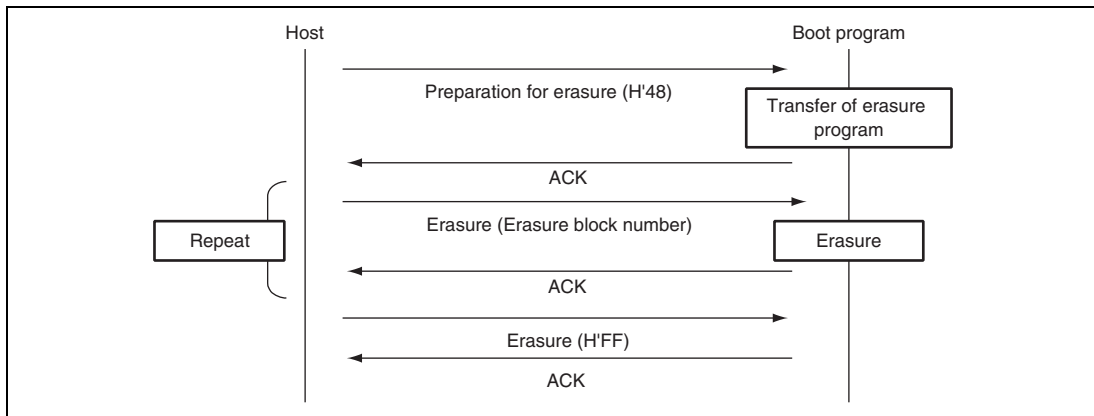 Host
Boot program
Preparation for erasure (H'48)
Transfer of erasure
program
ACK
Erasure (Erasure block number)
Repeat
Erasure
ACK
Erasure (H'FF)
ACK